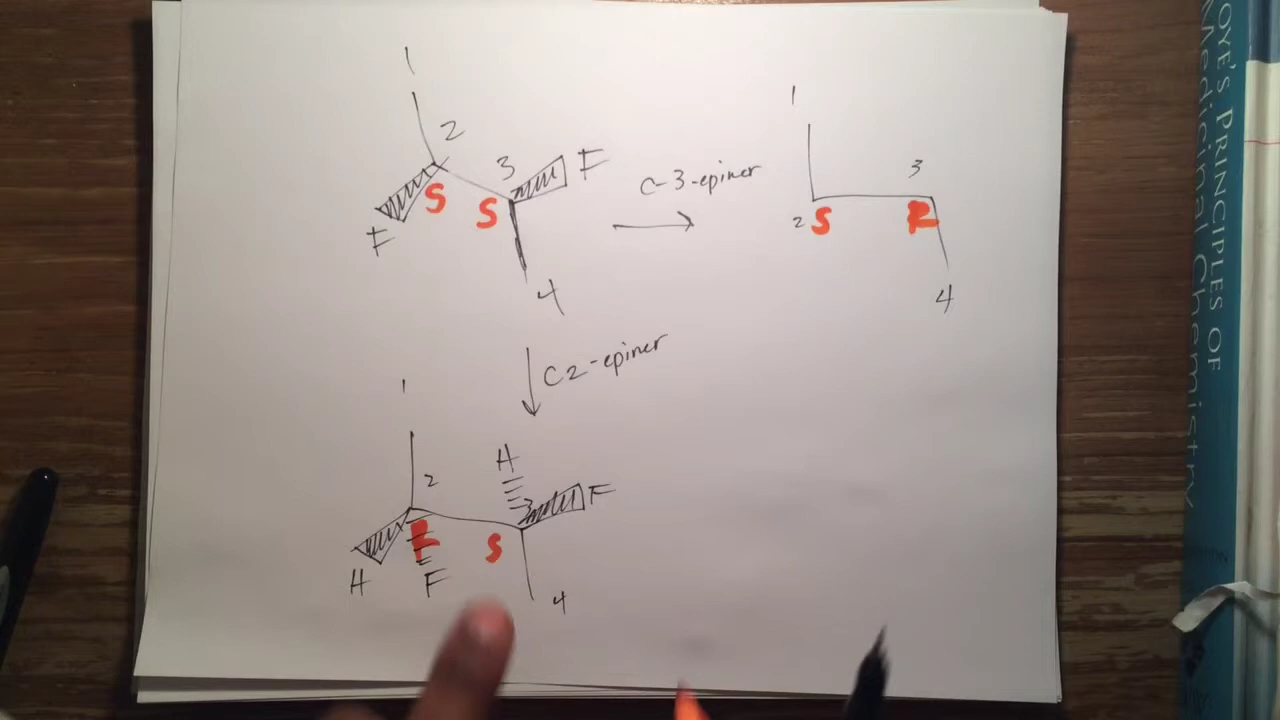 1
2
3
F
S
S
F
4
C-3-epimer
1
3
2
S
R
4
C2-epimer
1
2
H
F
R
S
H
F
4
OYE'S PRINCIPLES OF
Medicinal Chemistry